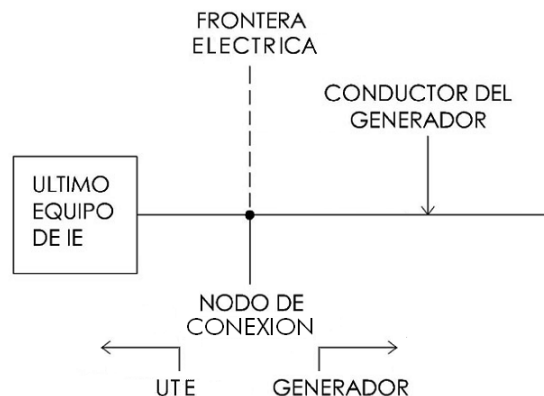 FRONTERA
ELECTRICA
CONDUCTOR DEL
GENERADOR
ULTIMO
EQUIPO
DE IE
NODO DE
CONEXION
UTE
GENERADOR